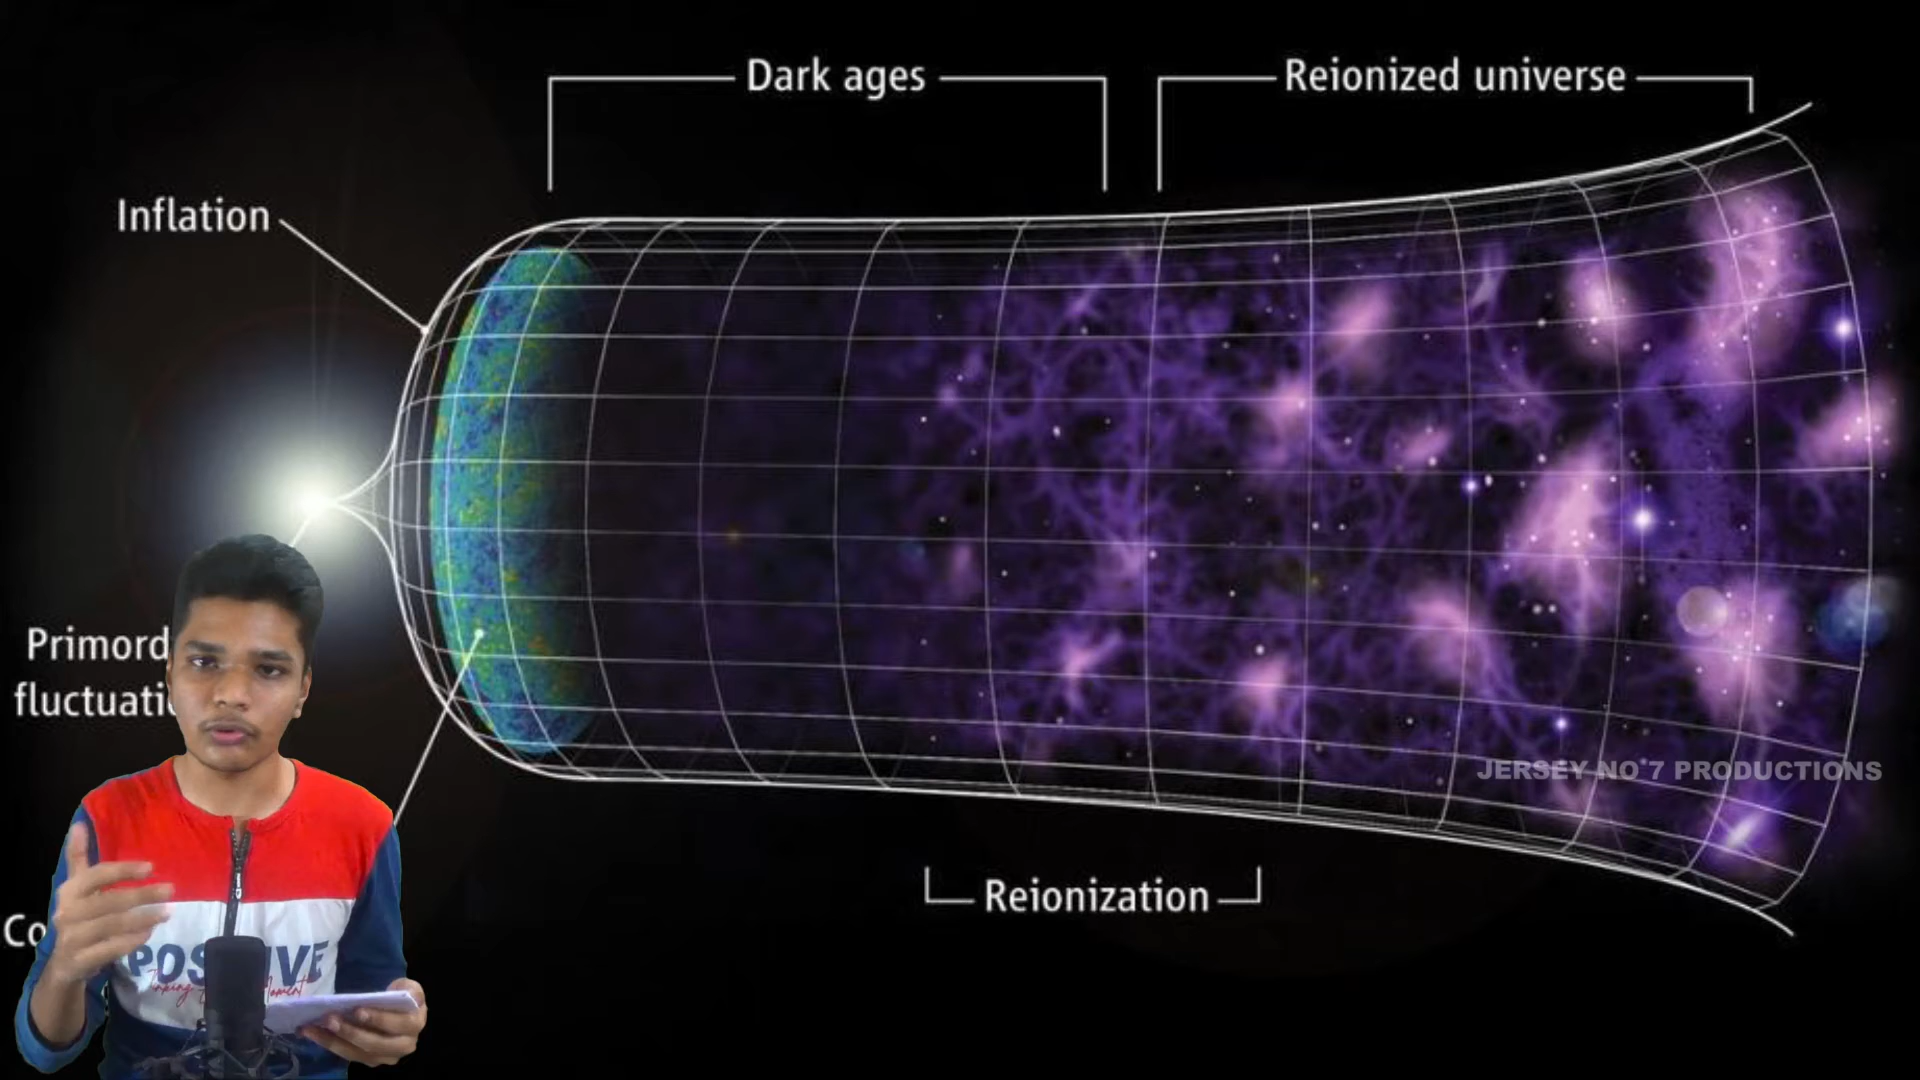 Dark ages
Reionized universe
Inflation
Primord
fluctuati
JERSEY NO 7 PRODUCTIONS
Reionization
Co
POS IVE